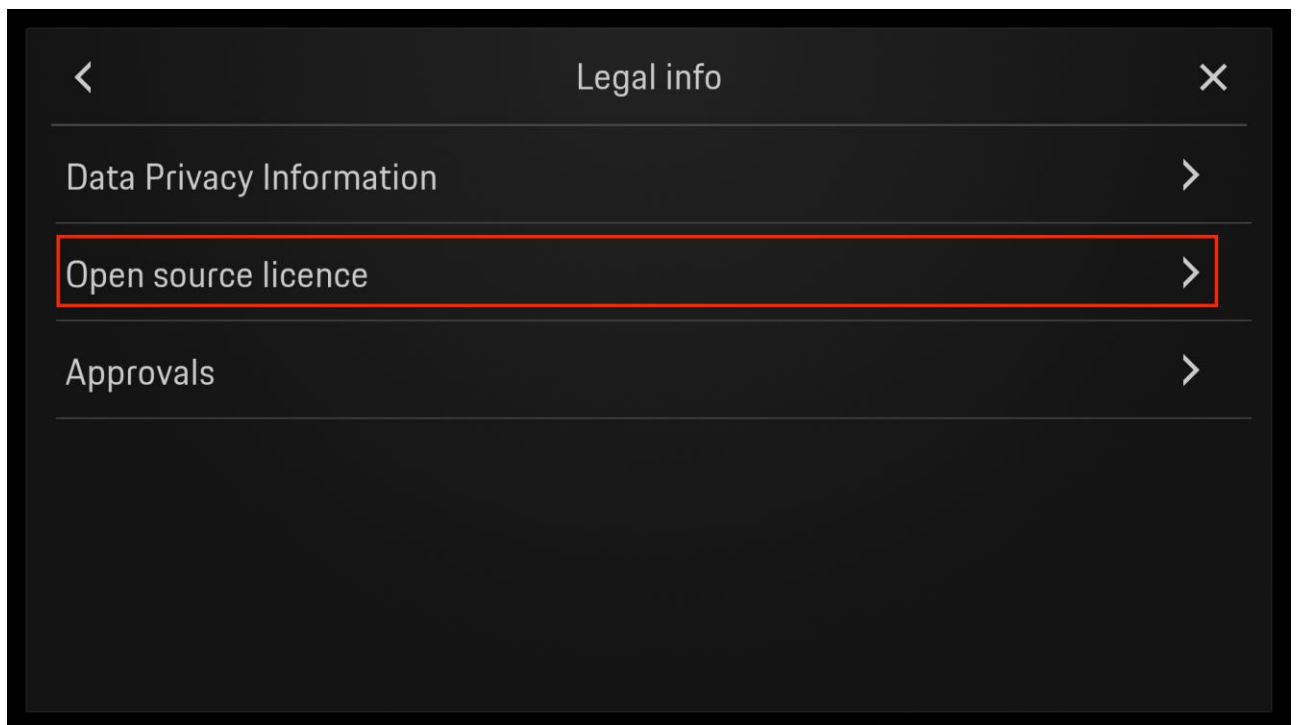 Legal info
Data Privacy Information
Open source licence
Approvals